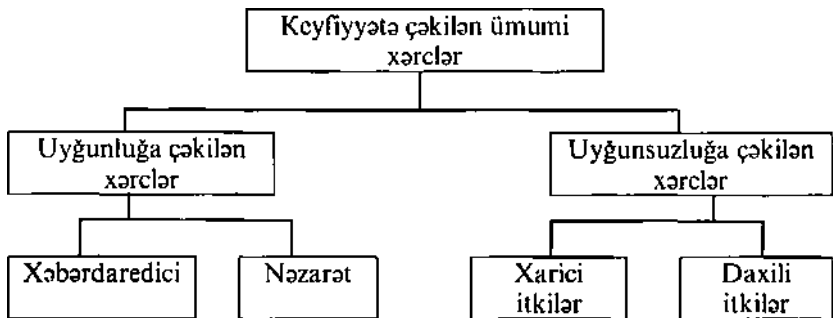 Keyfiyyətə çəkilən ümumi
xərclər
Uyğunluğa çəkilən
xərclər
Uyğunsuzluğa çəkilən
xərclər
Xəbərdaredici
Nəzarət
Xarici
itkilər
Daxili
itkilər